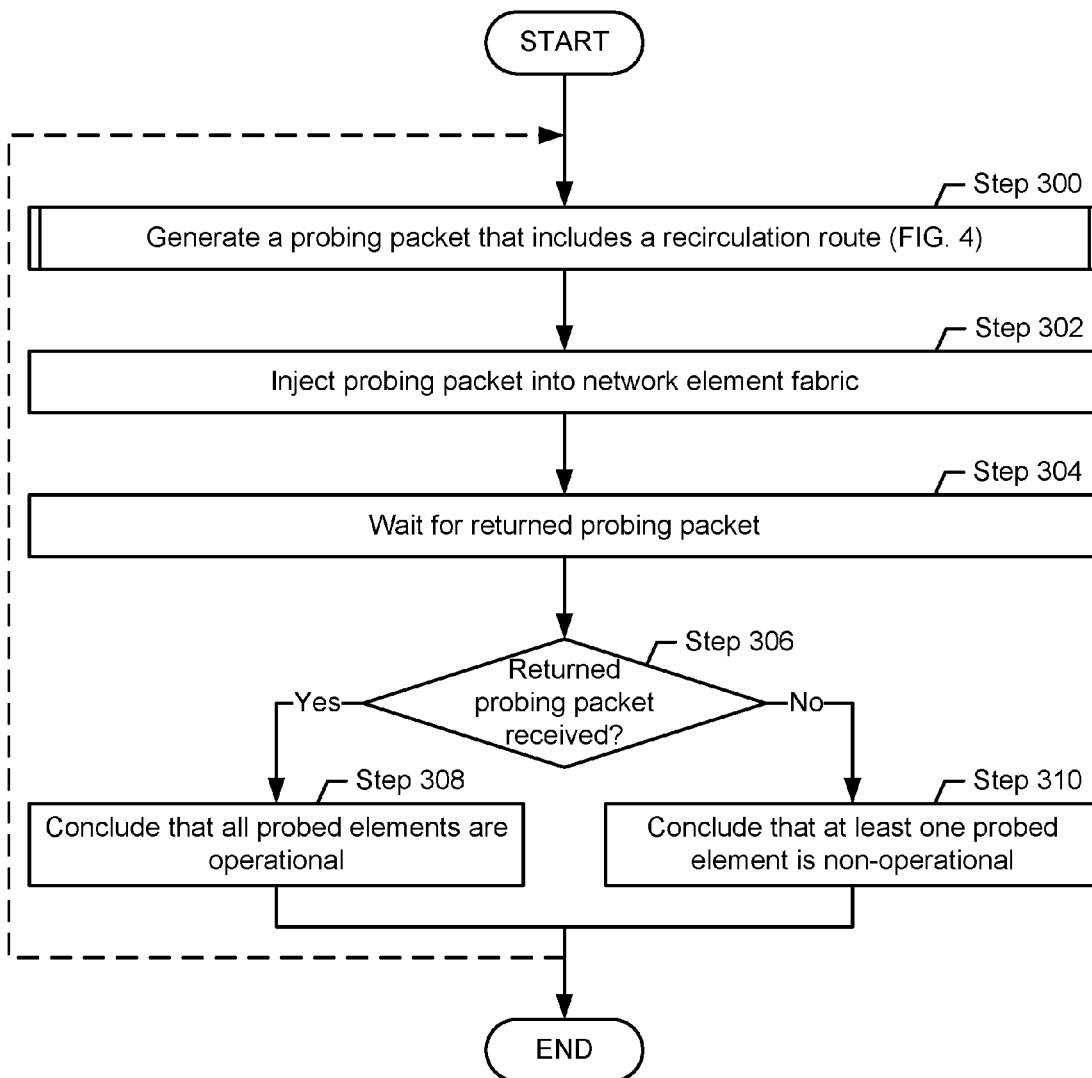 START
Step 300
Generate a probing packet that includes a recirculation route (FIG. 4)
Step 302
Inject probing packet into network element fabric
Step 304
Wait for returned probing packet
Step 306
Returned
probing packet
received?
Yes
No
Step 308
Conclude that all probed elements are
operational
Step 310
Conclude that at least one probed
element is non-operational
END